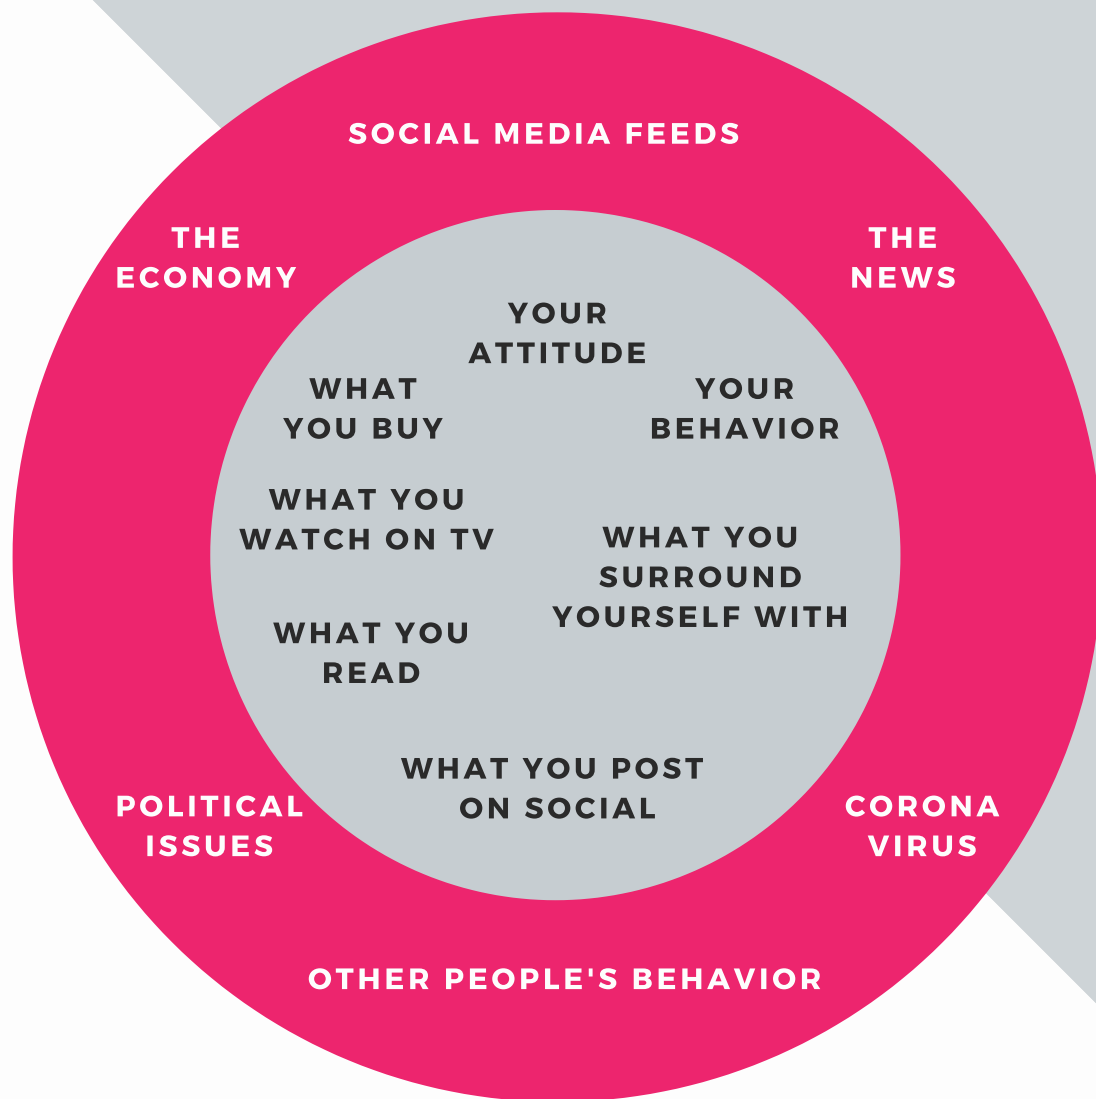 SOCIAL MEDIA FEEDS
THE
ECONOMY
THE
NEWS
YOUR
ATTITUDE
WHAT
YOU BUY
YOUR
BEHAVIOR
WHAT YOU
WATCH ON TV
WHAT YOU
SURROUND
YOURSELF WITH
WHAT YOU
READ
WHAT YOU POST
ON SOCIAL
POLITICAL
ISSUES
CORONA
VIRUS
OTHER PEOPLE'S BEHAVIOR